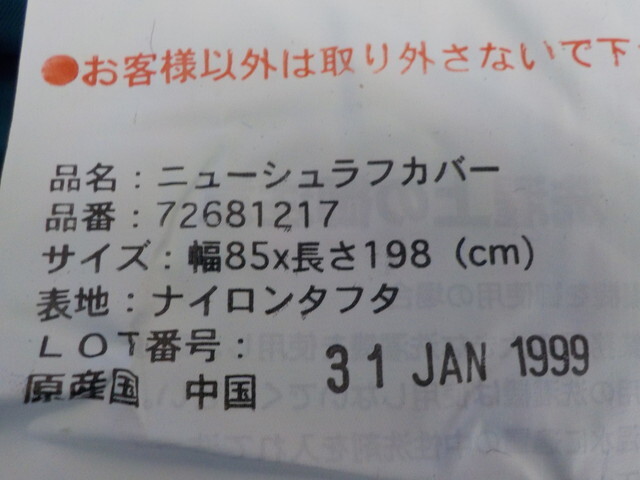 ●お客様以外は取り外さないで下
品名：ニューシュラフカバー
品番：72681217
サイズ：幅85x長さ198（cm）
表地：ナイロンタフタ
ＬＯＴ番号： 31 JAN 1999
原産国 中国